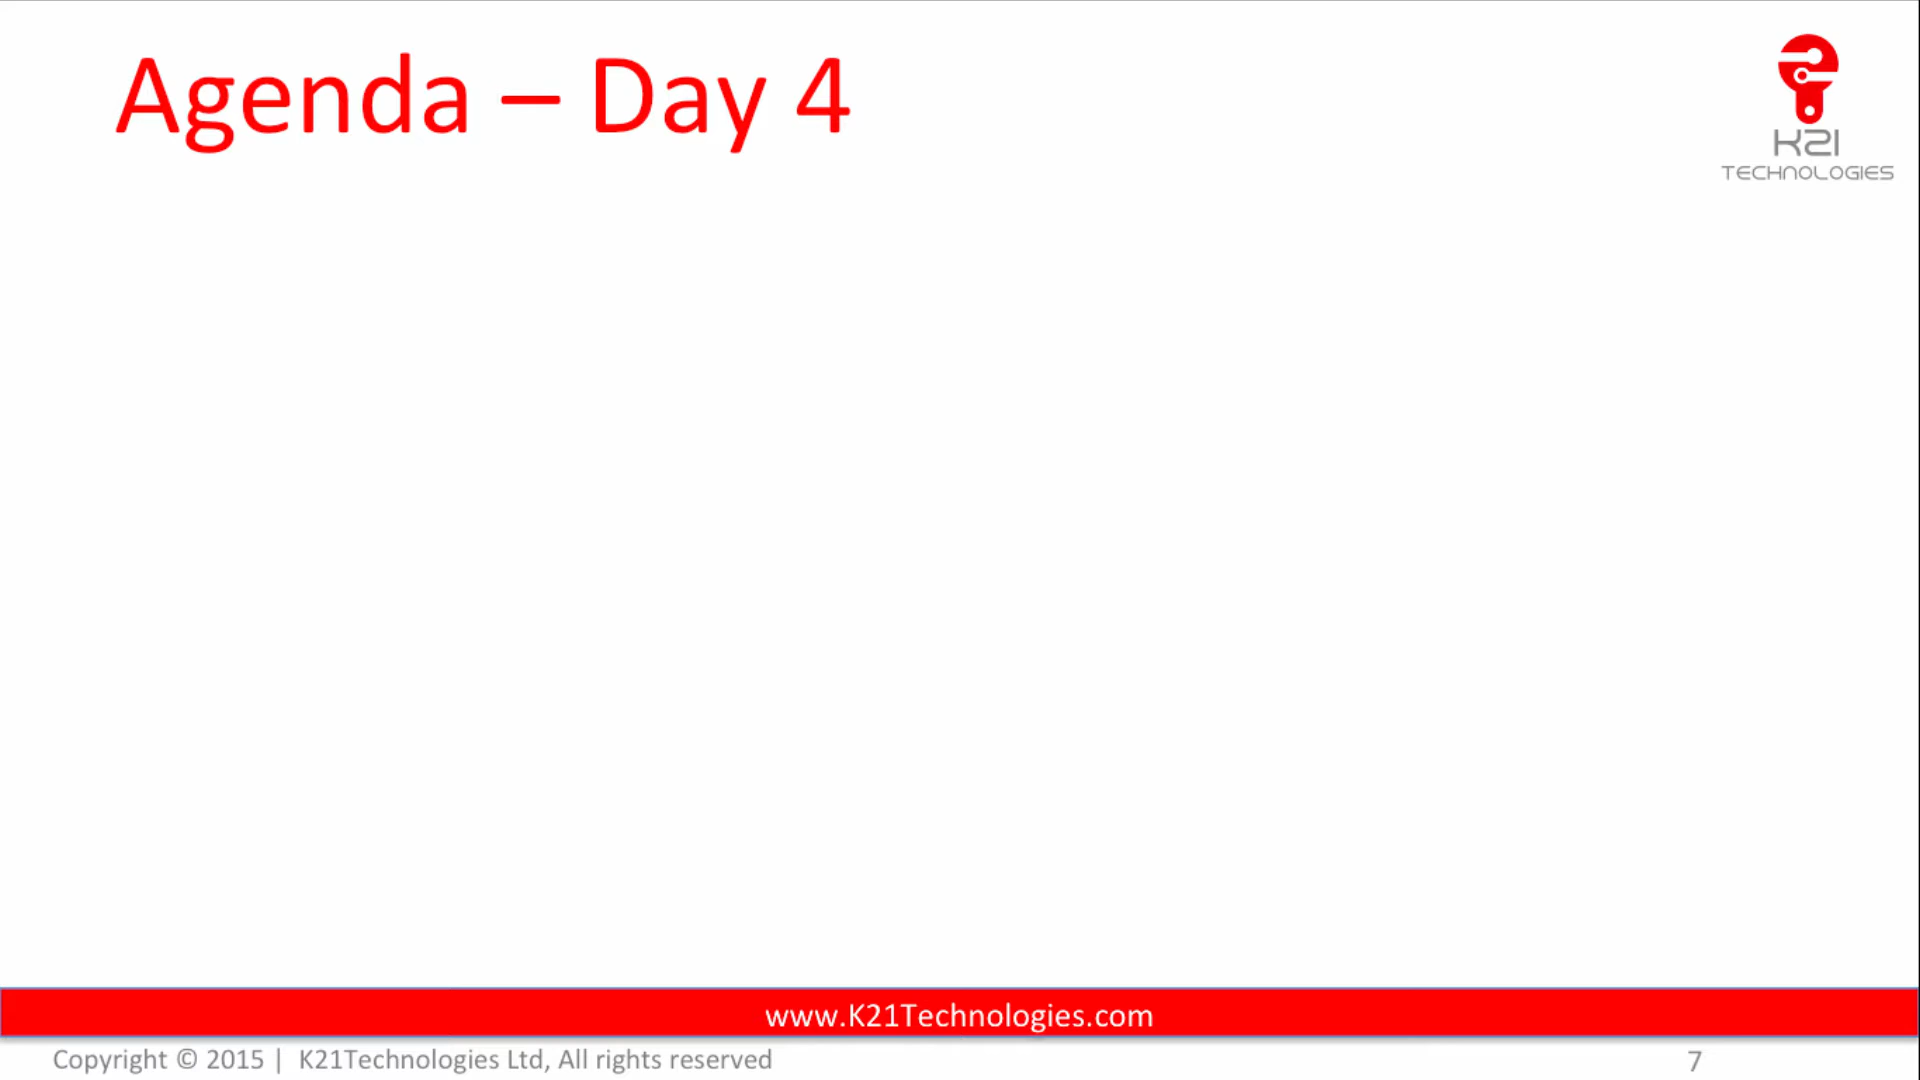 Agenda – Day 4
K21
TECHNOLOGIES
www.K21Technologies.com
Copyright © 2015 | K21Technologies Ltd, All rights reserved
7